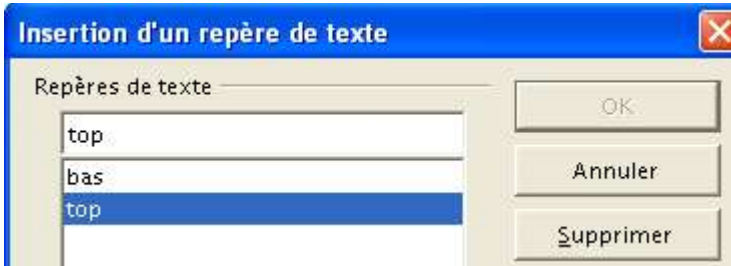 Insertion d'un repère de texte
Repères de texte
OK
top
Annuler
bas
top
Supprimer